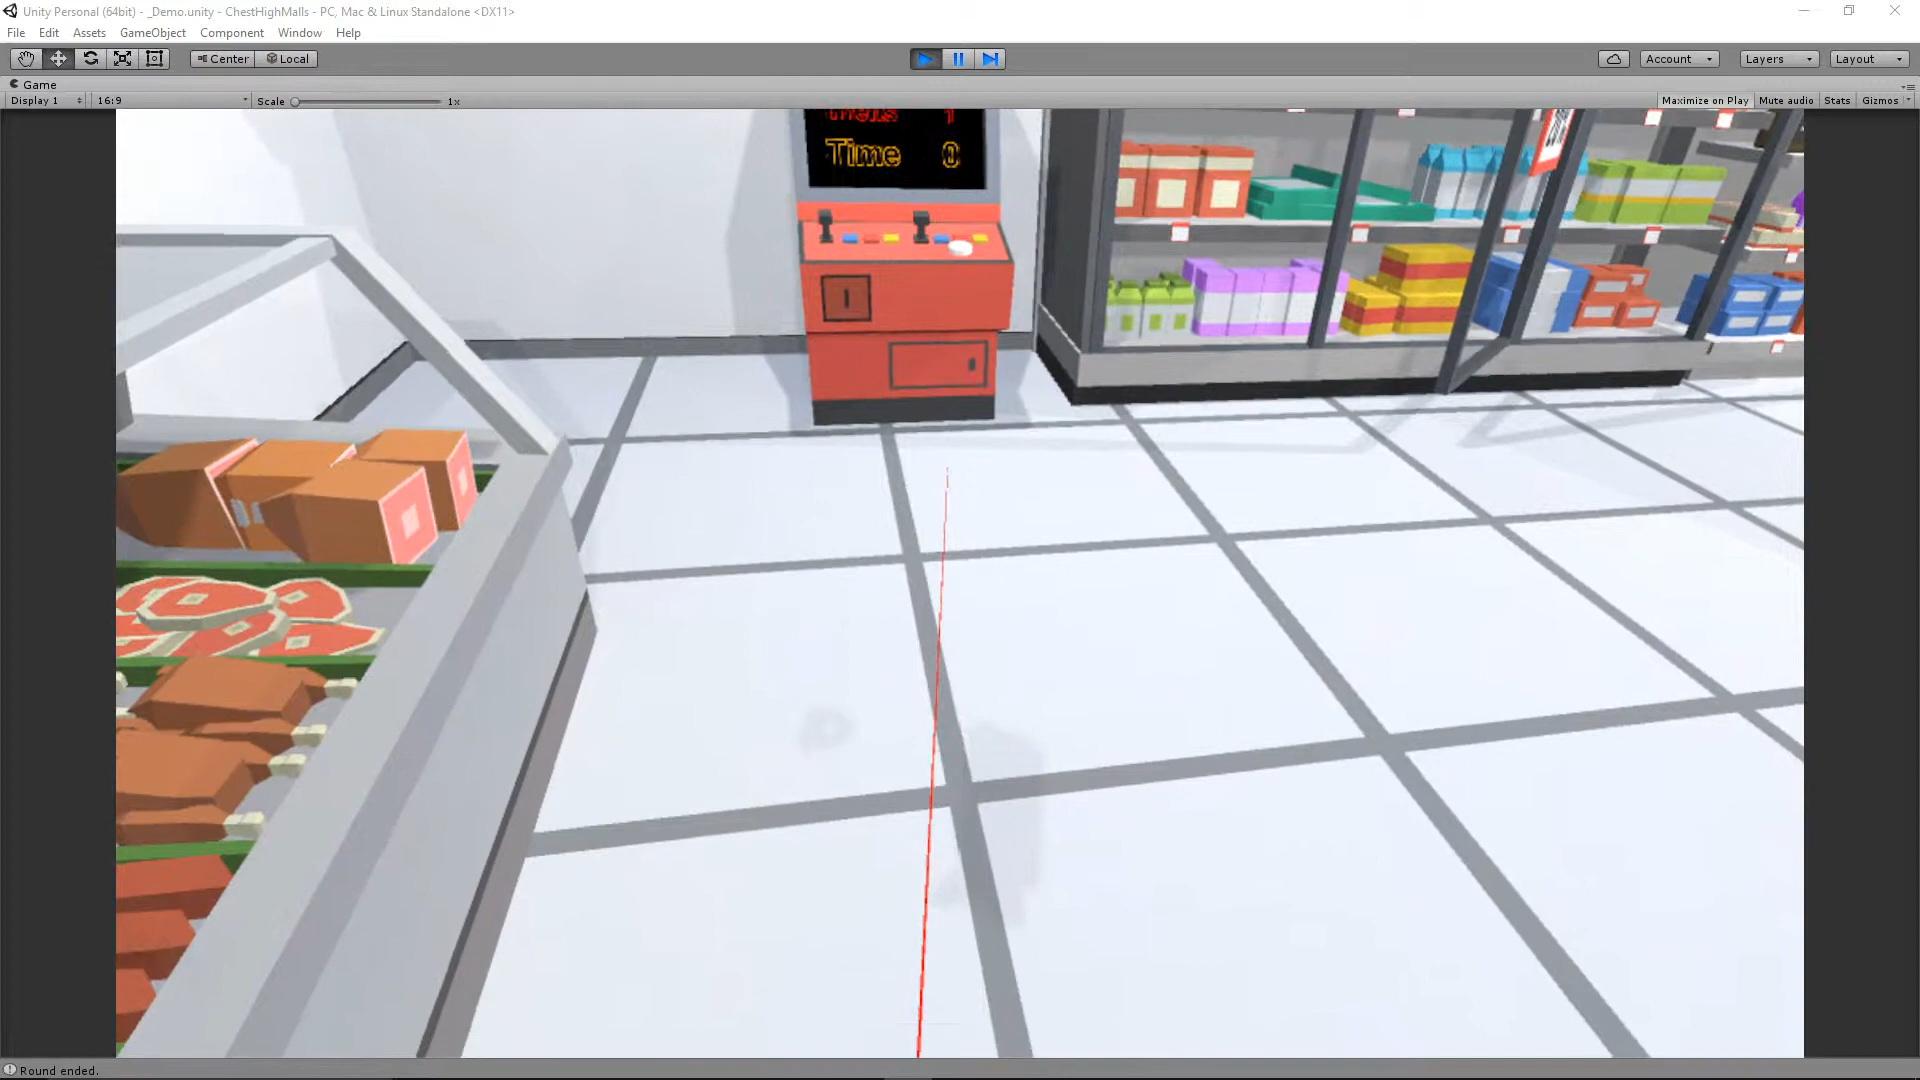 Unity Personal (64bit) - _Demo.unity - ChestHighMalls - PC, Mac & Linux Standalone <DX11>
File Edit Assets GameObject Component Window Help
Center Local Account Layers Layout
Game
Display 1 16:9 Scale 1x Maximize on Play Mute audio Stats Gizmos
1
Time 0
Round ended.